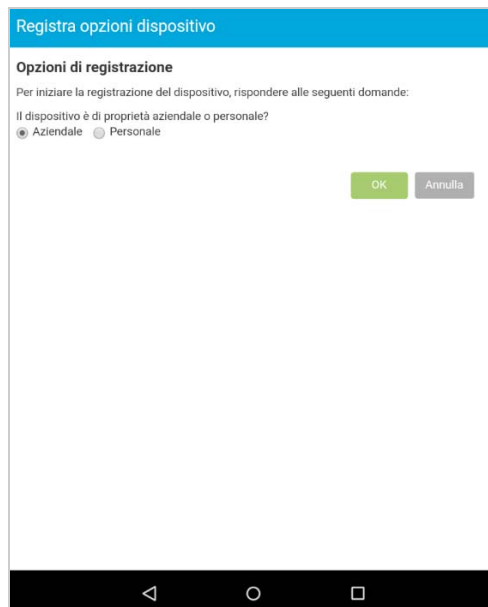 Registra opzioni dispositivo
Opzioni di registrazione
Per iniziare la registrazione del dispositivo, rispondere alle seguenti domande:
Il dispositivo è di proprietà aziendale o personale?
Aziendale Personale
OK Annulla